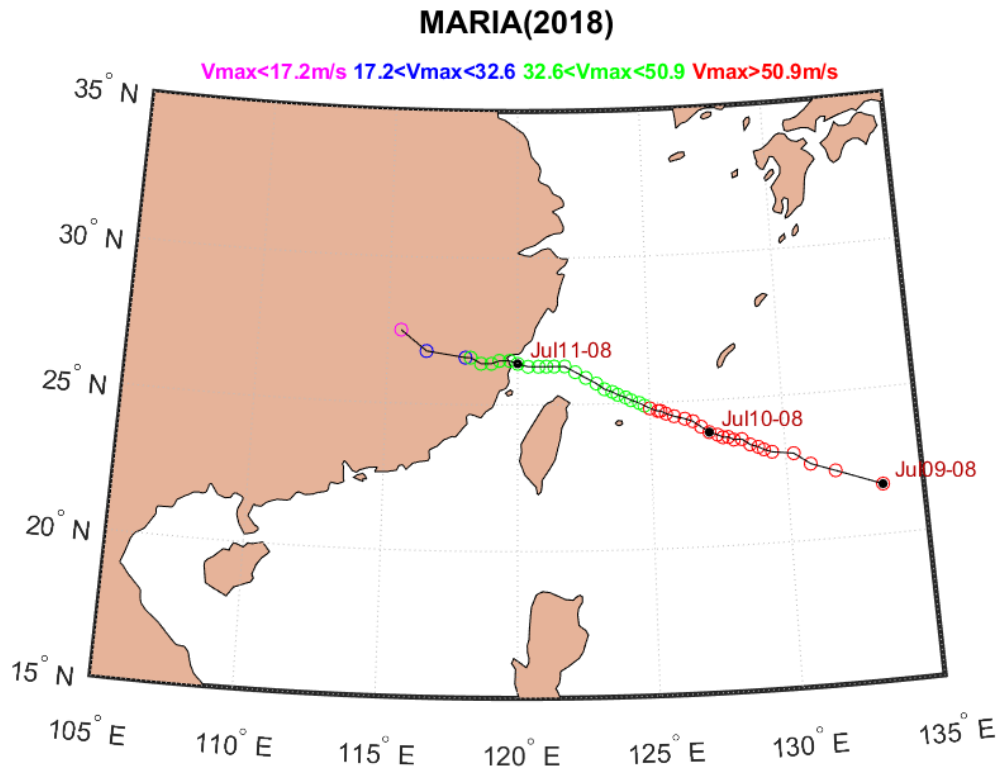 MARIA(2018)
Vmax<17.2m/s 17.2<Vmax<32.6 32.6<Vmax<50.9 Vmax>50.9m/s
35° N
30° N
Jul11-08
25° N
Jul10-08
Jul09-08
20° N
15° N
105° E
110° E
115° E
120° E
125° E
130° E
135° E